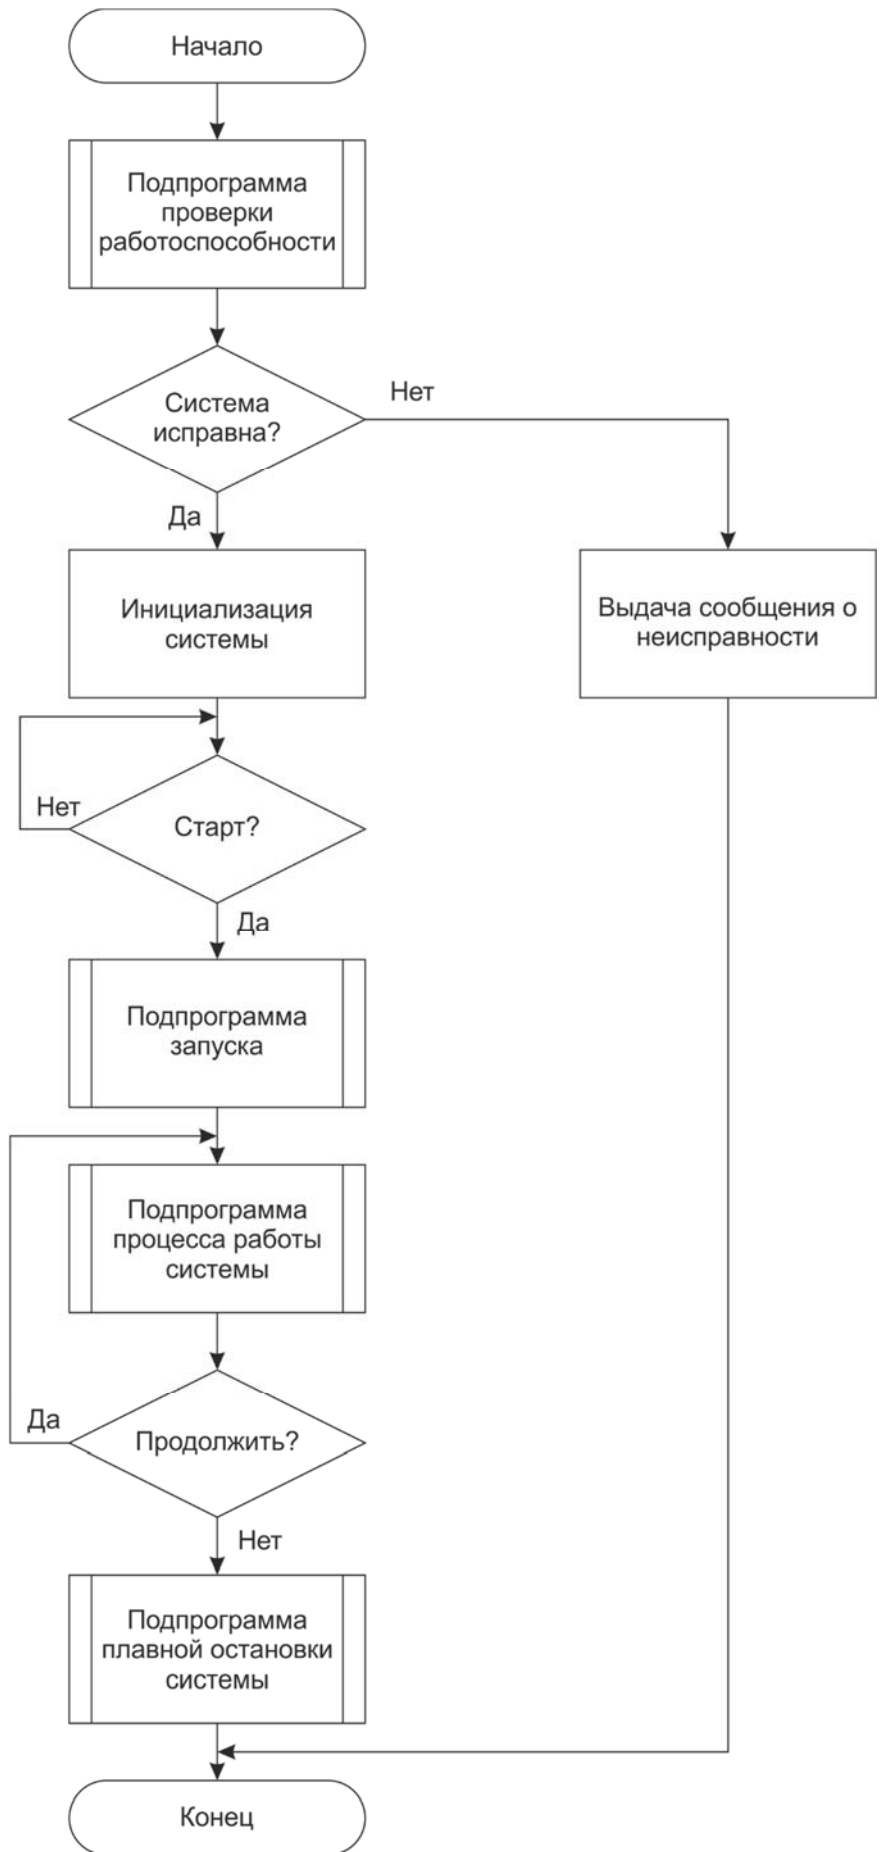 Начало
Подпрограмма
проверки
работоспособности
Система
исправна?
Нет
Да
Инициализация
системы
Выдача сообщения о
неисправности
Нет
Старт?
Да
Подпрограмма
запуска
Подпрограмма
процесса работы
системы
Да
Продолжить?
Нет
Подпрограмма
плавной остановки
системы
Конец